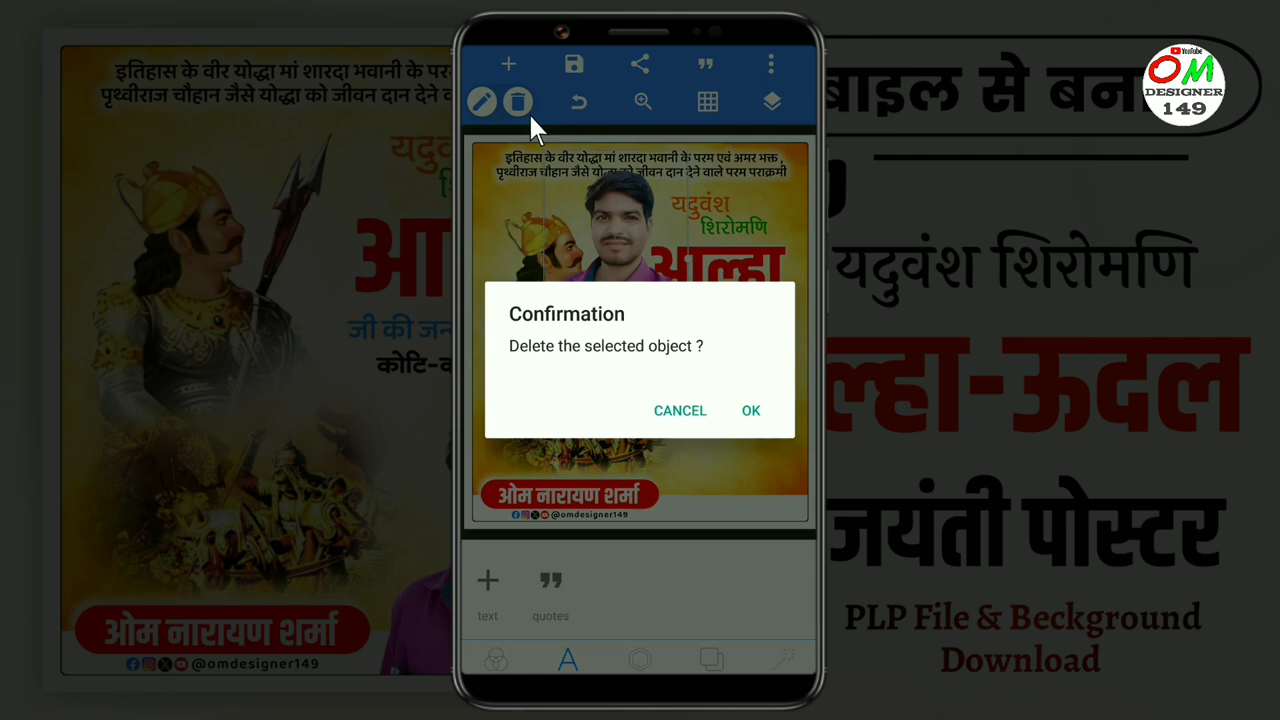 इतिहास के वीर योद्धा मां शारदा भवानी के पर
पृथ्वीराज चौहान जैसे योद्धा को जीवन दान देने व
आ
जी की जन
कोटि-व
ओम नारायण शर्मा
@omdesigner149
इतिहास के वीर योद्धा मां शारदा भवानी के परम एवं अमर भक्त ,
पृथ्वीराज चौहान जैसे योद्धा को जीवन दान देने वाले परम पराक्रमी
यदुवंश
शिरोमणि
आल्हा
Confirmation
Delete the selected object ?
CANCEL
OK
ओम नारायण शर्मा
@omdesigner149
text
quotes
YouTube
OM
DESIGNER
149
बाइल से बना
यदुवंश शिरोमणि
ल्हा-ऊदल
जयंती पोस्टर
PLP File & Beckground
Download